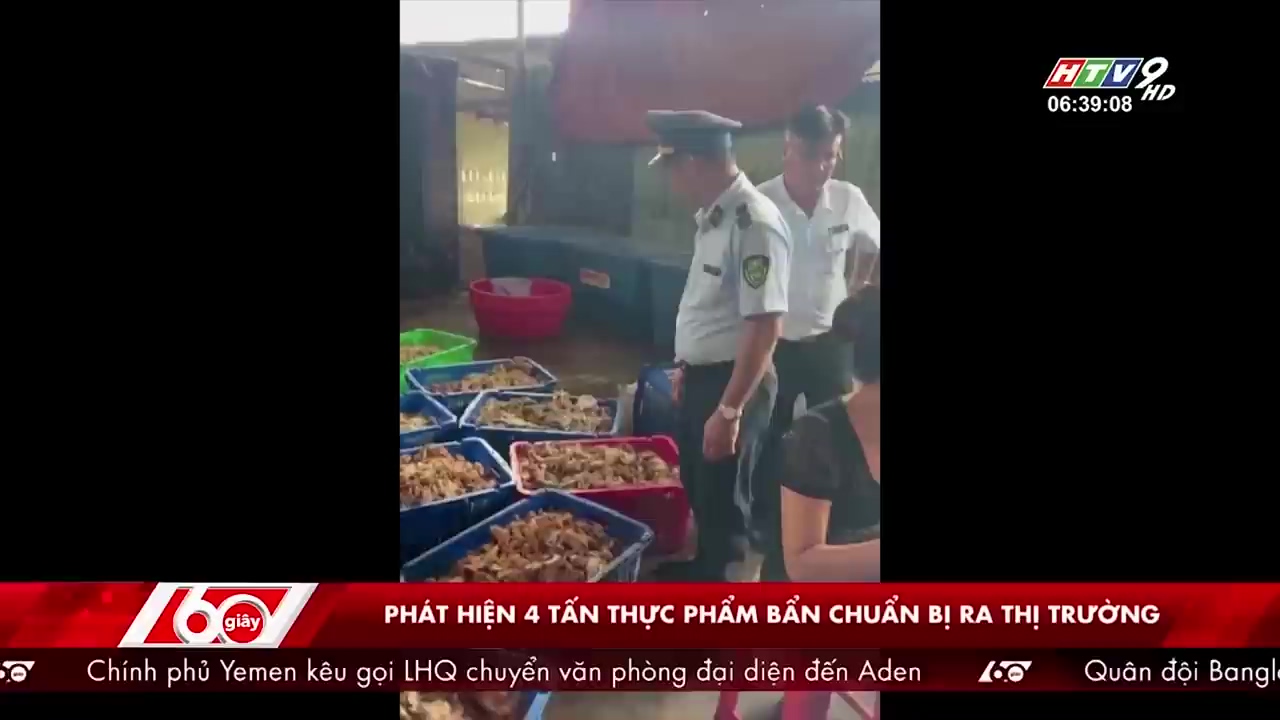 HTV9
HD
06:39:08
60 giây
PHÁT HIỆN 4 TẤN THỰC PHẨM BẨN CHUẨN BỊ RA THỊ TRƯỜNG
Chính phủ Yemen kêu gọi LHQ chuyển văn phòng đại diện đến Aden
Quân đội